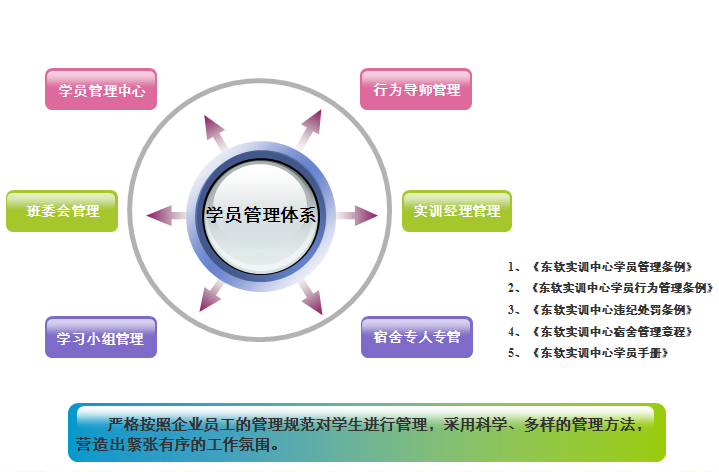 学员管理中心
行为导师管理
班委会管理
学员管理体系
实训经理管理
学习小组管理
宿舍专人专管
1、《东软实训中心学员管理条例》
2、《东软实训中心学员行为管理条例》
3、《东软实训中心违纪处罚条例》
4、《东软实训中心宿舍管理章程》
5、《东软实训中心学员手册》
严格按照企业员工的管理规范对学生进行管理，采用科学、多样的管理方法，
营造出紧张有序的工作氛围。